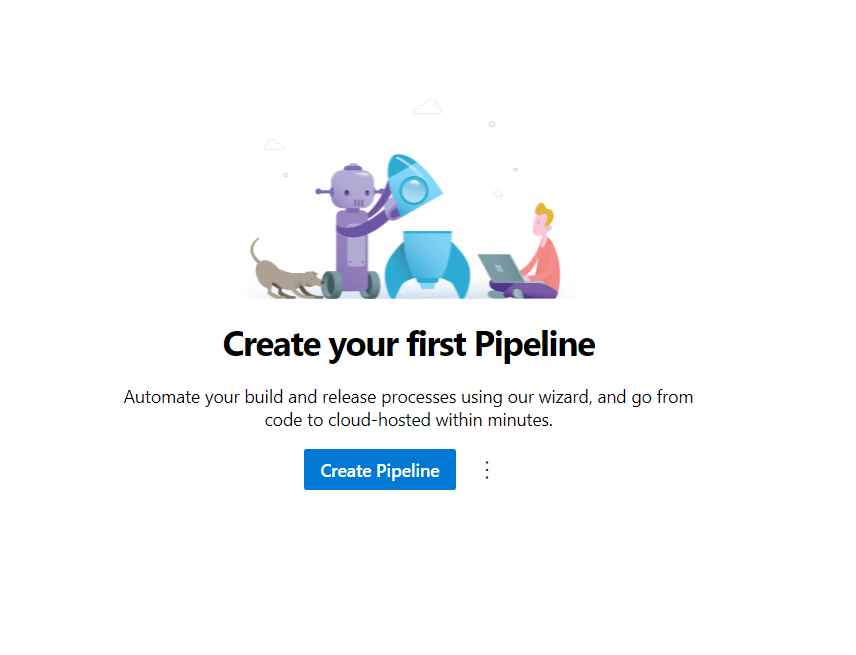 Create your first Pipeline
Automate your build and release processes using our wizard, and go from
code to cloud-hosted within minutes.
Create Pipeline